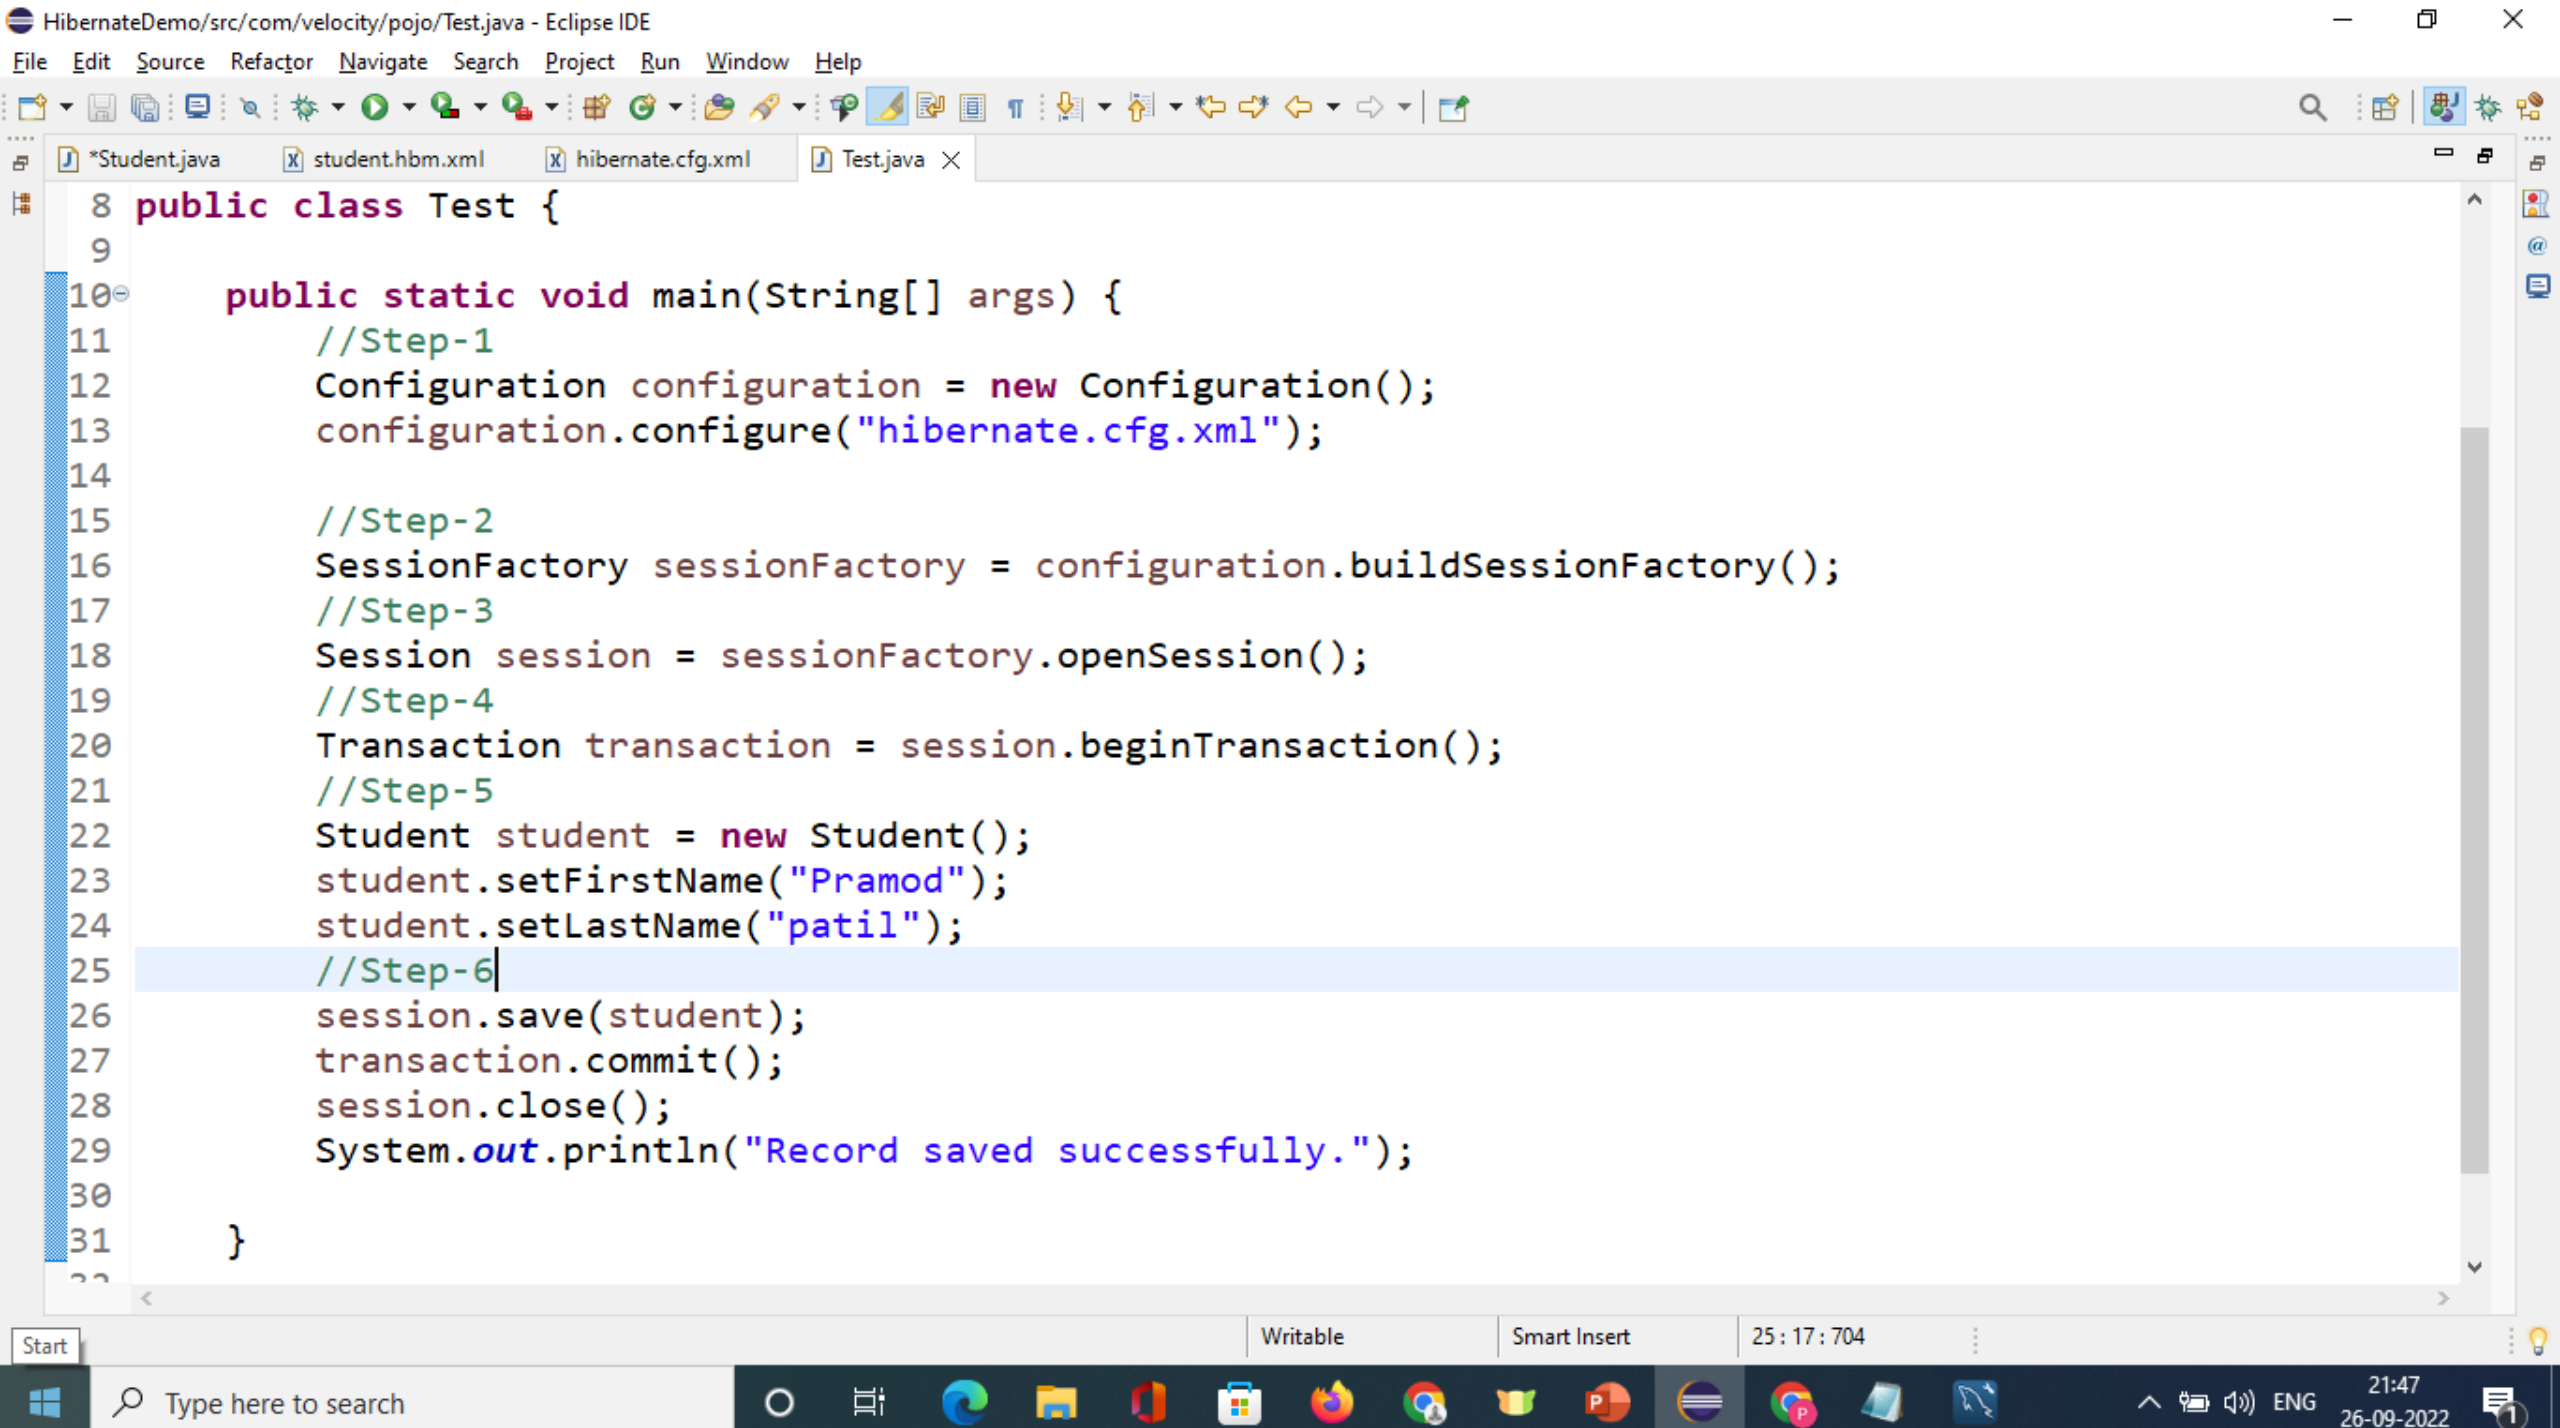 HibernateDemo/src/com/velocity/pojo/Test.java - Eclipse IDE
File Edit Source Refactor Navigate Search Project Run Window Help
*Student.java student.hbm.xml hibernate.cfg.xml Test.java
8 public class Test {
9
10 public static void main(String[] args) {
11 //Step-1
12 Configuration configuration = new Configuration();
13 configuration.configure("hibernate.cfg.xml");
14
15 //Step-2
16 SessionFactory sessionFactory = configuration.buildSessionFactory();
17 //Step-3
18 Session session = sessionFactory.openSession();
19 //Step-4
20 Transaction transaction = session.beginTransaction();
21 //Step-5
22 Student student = new Student();
23 student.setFirstName("Pramod");
24 student.setLastName("patil");
25 //Step-6
26 session.save(student);
27 transaction.commit();
28 session.close();
29 System.out.println("Record saved successfully.");
30
31 }
Writable Smart Insert 25 : 17 : 704
Start
Type here to search
ENG
21:47
26-09-2022
1